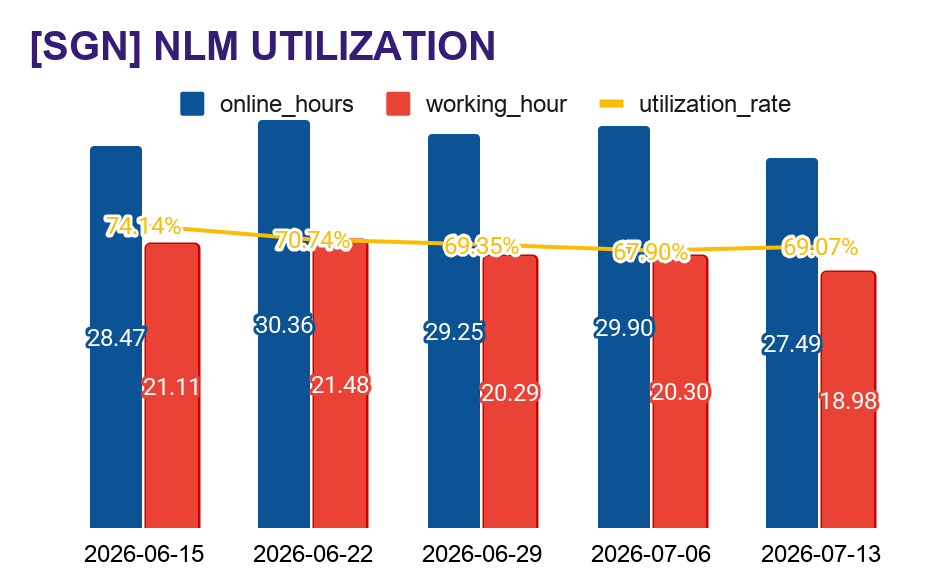 [SGN] NLM UTILIZATION
online_hours working_hour utilization_rate
74.14% 70.74% 69.35% 67.90% 69.07%
28.47 30.36 29.25 29.90 27.49
21.11 21.48 20.29 20.30 18.98
2026-06-15 2026-06-22 2026-06-29 2026-07-06 2026-07-13